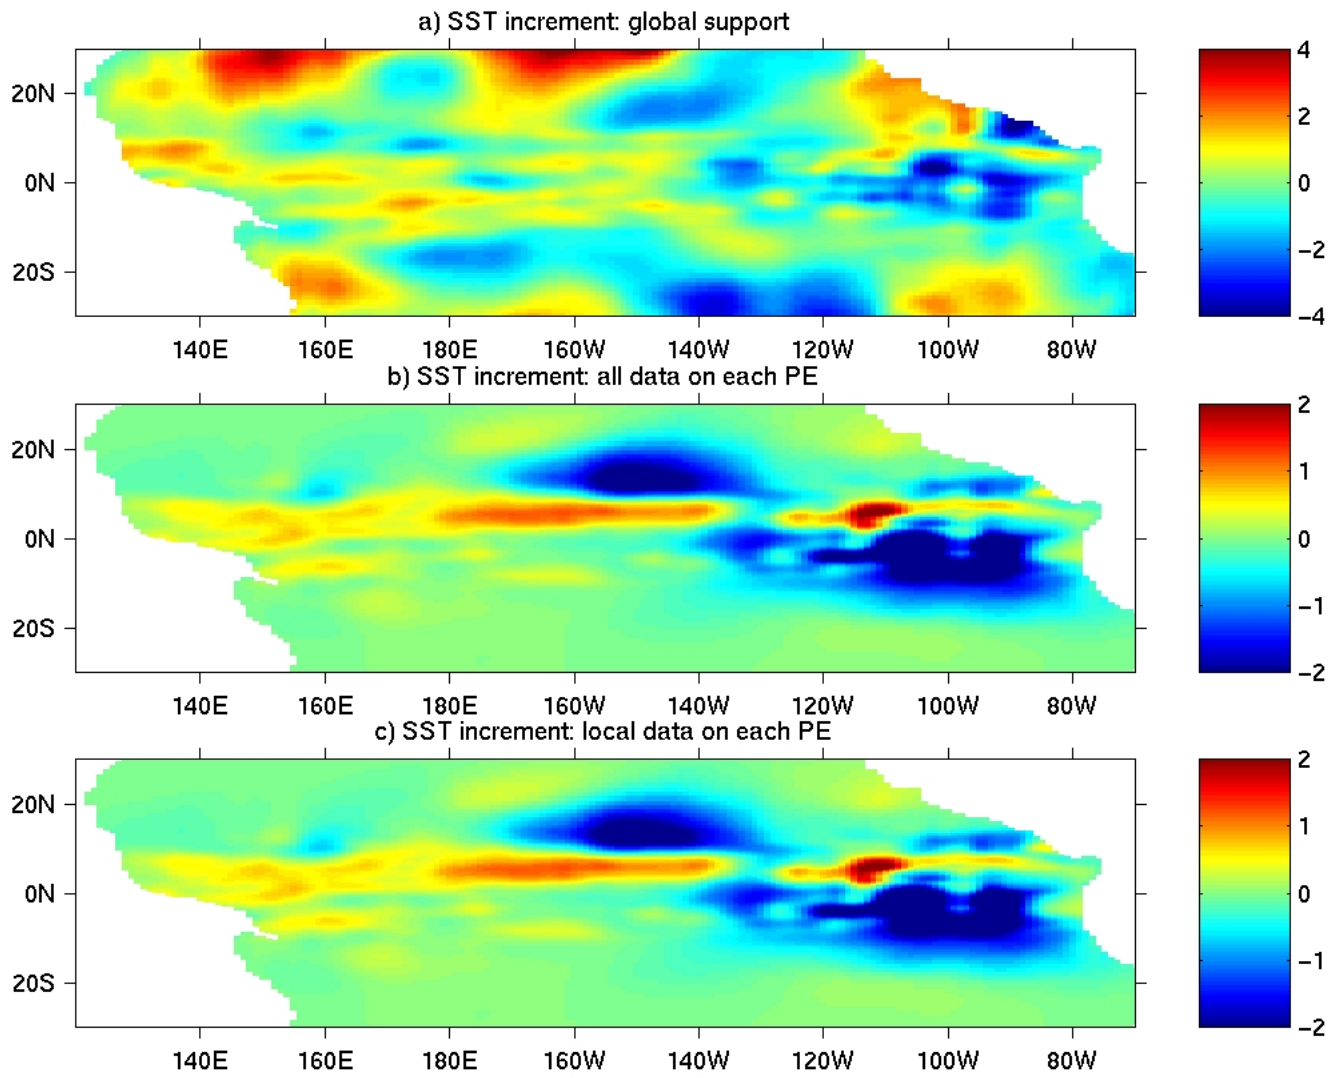 a) SST increment: global support
20N
0N
20S
140E 160E 180E 160W 140W 120W 100W 80W
4
2
0
−2
−4
b) SST increment: all data on each PE
20N
0N
20S
140E 160E 180E 160W 140W 120W 100W 80W
2
1
0
−1
−2
c) SST increment: local data on each PE
20N
0N
20S
140E 160E 180E 160W 140W 120W 100W 80W
2
1
0
−1
−2